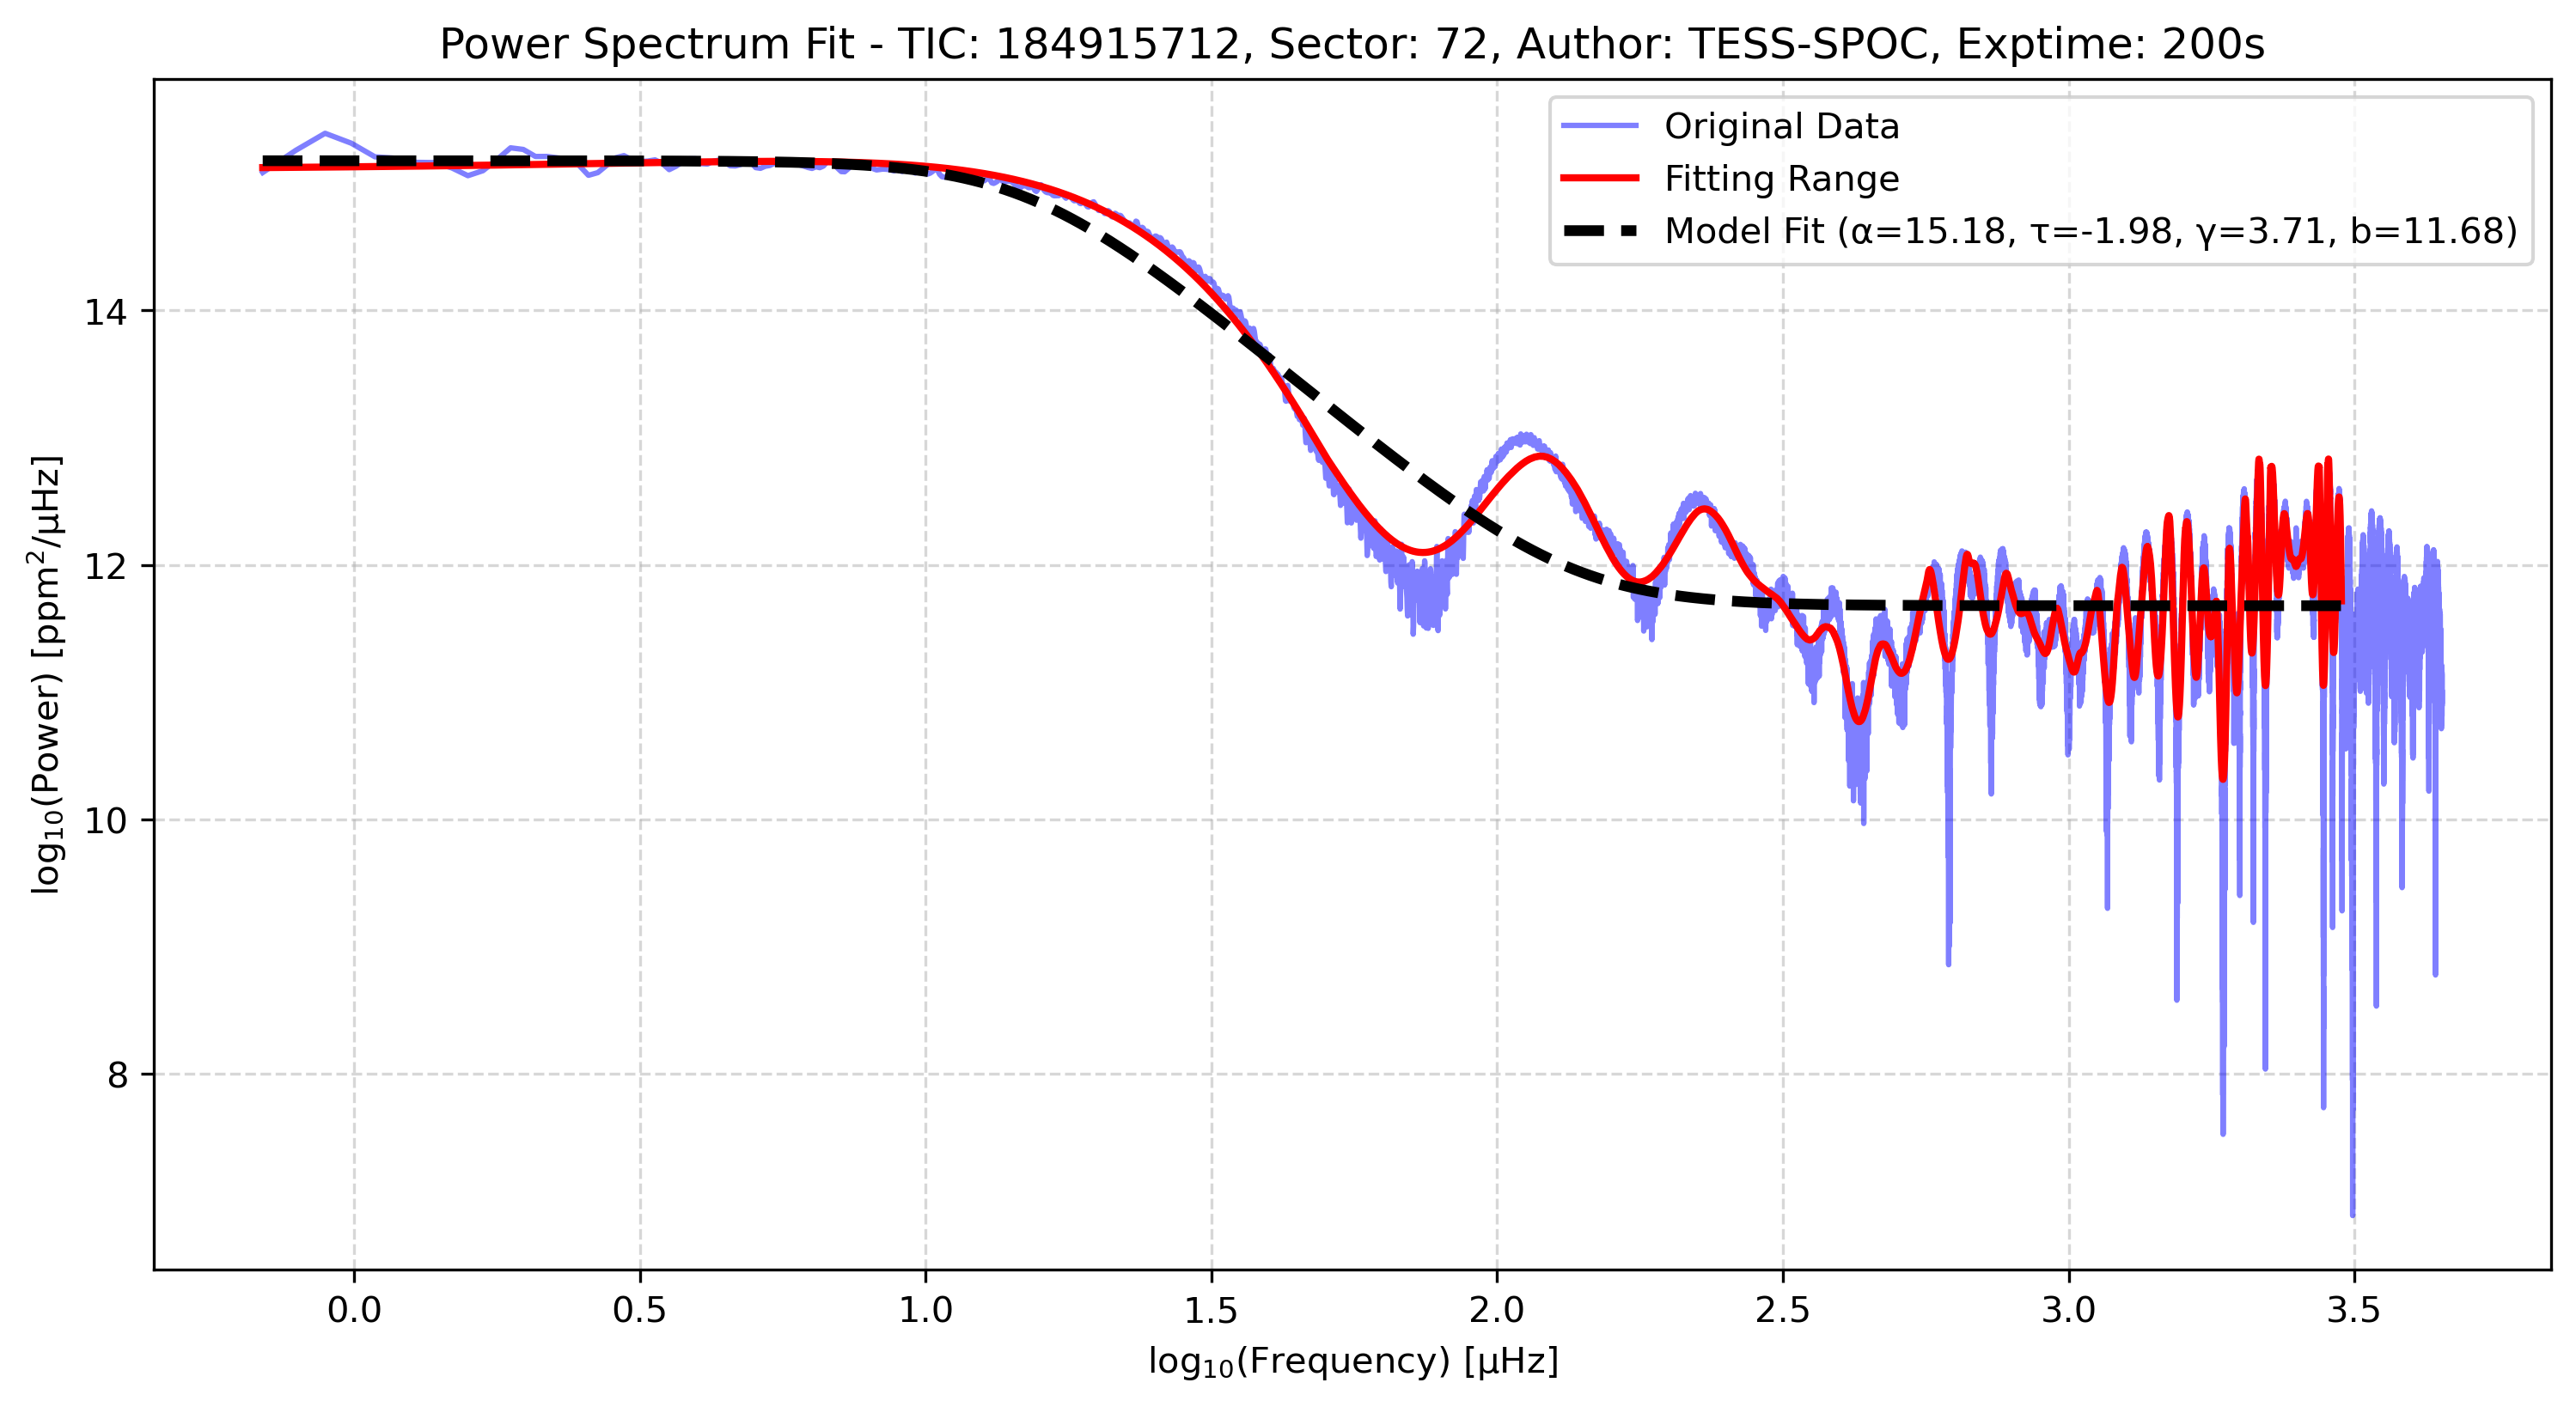 Power Spectrum Fit - TIC: 184915712, Sector: 72, Author: TESS-SPOC, Exptime: 200s
Original Data
Fitting Range
Model Fit (α=15.18, τ=-1.98, γ=3.71, b=11.68)
log₁₀(Power) [ppm²/µHz]
14
12
10
8
0.0 0.5 1.0 1.5 2.0 2.5 3.0 3.5
log₁₀(Frequency) [µHz]